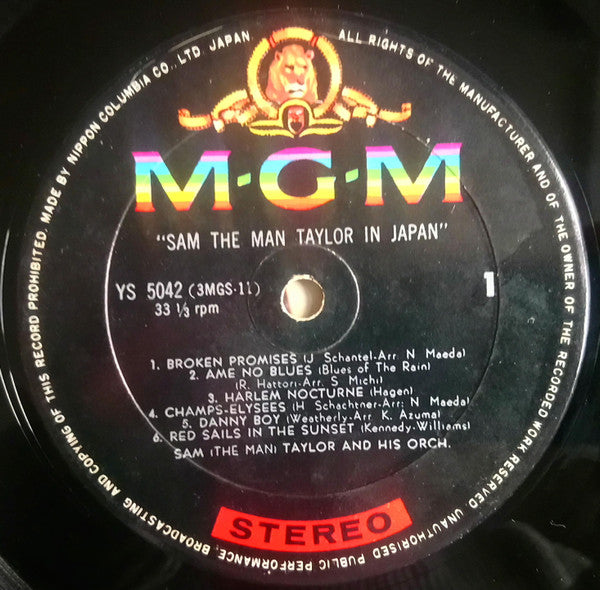 ALL RIGHTS OF THE MANUFACTURER AND OF THE OWNER OF THE RECORDED WORK RESERVED. UNAUTHORISED PUBLIC PERFORMANCE, BROADCASTING AND COPYING OF THIS RECORD PROHIBITED. MADE BY NIPPON COLUMBIA CO., LTD. JAPAN
M-G-M
"SAM THE MAN TAYLOR IN JAPAN"
YS 5042 (3MGS-11)
33 1/3 rpm
1
1. BROKEN PROMISES (J Schantel-Arr N Maeda)
2. AME NO BLUES (Blues of The Rain)
(R. Hattori-Arr. S Michi)
3. HARLEM NOCTURNE (Hagen)
4. CHAMPS-ELYSEES (H Schachtner-Arr: N Maeda)
5. DANNY BOY (Weatherly-Arr K. Azuma)
6. RED SAILS IN THE SUNSET (Kennedy-Williams)
SAM (THE MAN) TAYLOR AND HIS ORCH.
STEREO